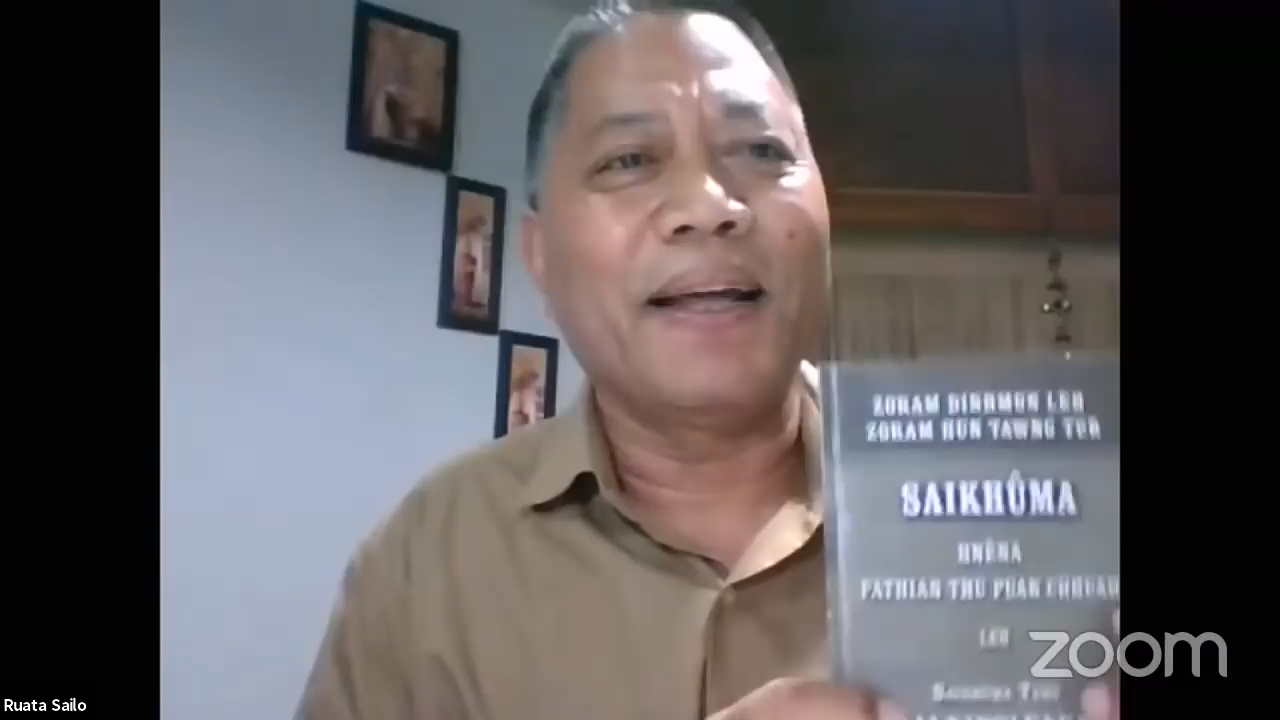 ZORAM DINHMUN LEH
ZORAM HUN TAWNG TUR
SAIKHÛMA
HNÊNA
PATHIAN THU PUAN CHHUAH
LEH
zoom
Ruata Sailo